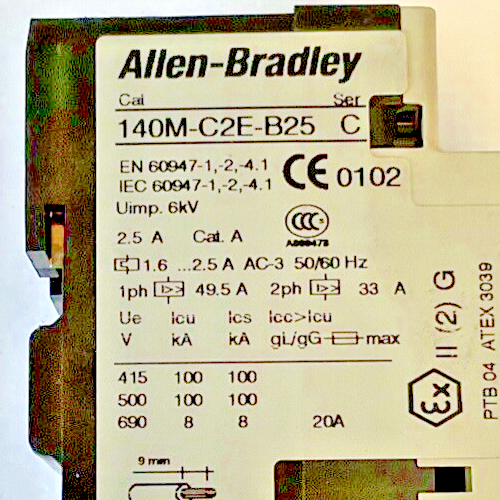 Allen-Bradley
Cat Ser
140M-C2E-B25 C
EN 60947-1,-2,-4.1
IEC 60947-1,-2,-4.1
CE 0102
Uimp. 6kV
CCC
2.5 A Cat. A
1.6 ...2.5 A AC-3 50/60 Hz
1ph 49.5 A 2ph 33 A
Ue Icu Ics Icc>Icu
V kA kA gL/gG max
415 100 100
500 100 100
690 8 8 20A
9 mm
Ex II (2) G
PTB 04 ATEX 3039